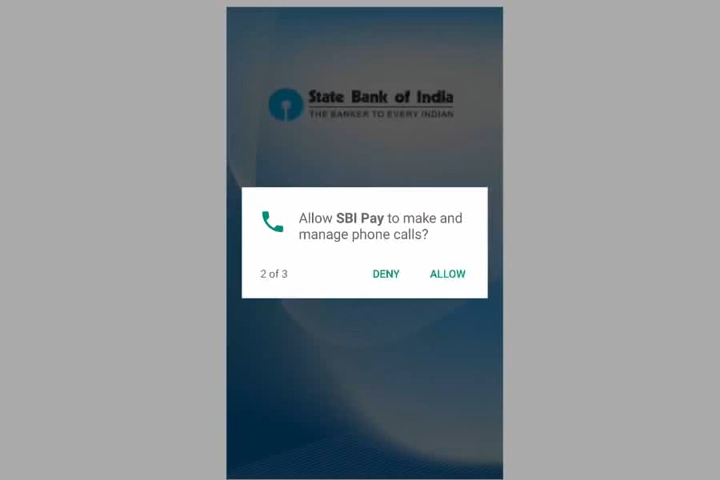 State Bank of India
THE BANKER TO EVERY INDIAN
Allow SBI Pay to make and
manage phone calls?
2 of 3 DENY ALLOW